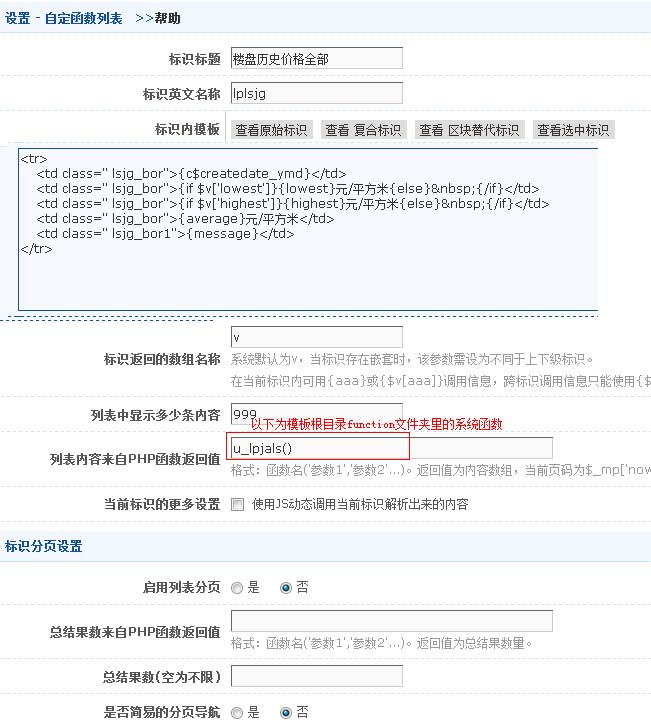 设置 - 自定函数列表 >>帮助
标识标题 楼盘历史价格全部
标识英文名称 lplsjg
标识内模板 查看原始标识 查看 复合标识 查看 区块替代标识 查看选中标识
<tr>
<td class=" lsjg_bor">{c$createdate_ymd}</td>
<td class=" lsjg_bor">{if $v['lowest']}{lowest}元/平方米{else}&nbsp;{/if}</td>
<td class=" lsjg_bor">{if $v['highest']}{highest}元/平方米{else}&nbsp;{/if}</td>
<td class=" lsjg_bor">{average}元/平方米</td>
<td class=" lsjg_bor1">{message}</td>
</tr>
标识返回的数组名称 v
系统默认为v，当标识存在嵌套时，该参数需设为不同于上下级标识。
在当前标识内可用{aaa}或{$v[aaa]}调用信息，跨标识调用信息只能使用{$
列表中显示多少条内容 999
以下为模板根目录function文件夹里的系统函数
列表内容来自PHP函数返回值 u_lpjals()
格式：函数名('参数1','参数2'...)。返回值为内容数组，当前页码为$_mp['now
当前标识的更多设置 使用JS动态调用当前标识解析出来的内容
标识分页设置
启用列表分页 是 否
总结果数来自PHP函数返回值
格式：函数名('参数1','参数2'...)。返回值为总结果数量。
总结果数(空为不限)
是否简易的分页导航 是 否